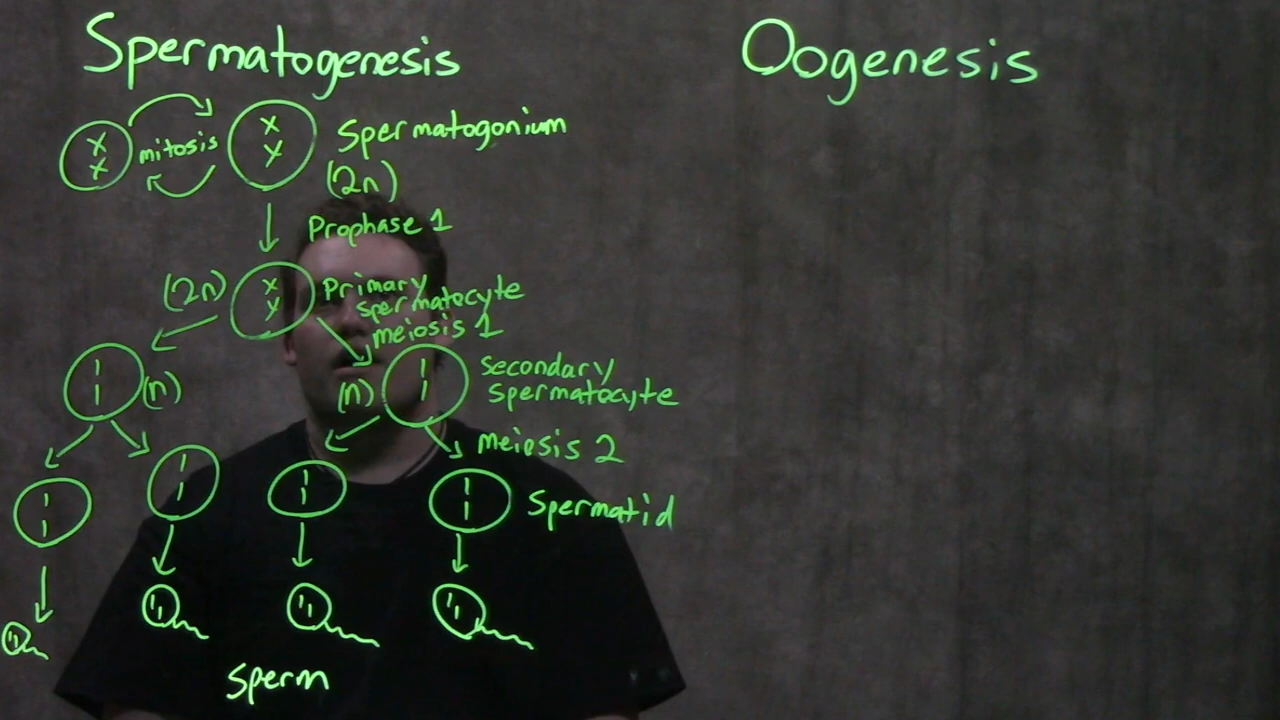 Spermatogenesis
Oogenesis
mitosis
Spermatogonium
(2n)
Prophase 1
(2n)
Primary
spermatocyte
meiosis 1
(n)
(n)
Secondary
spermatocyte
meiosis 2
Spermatid
Sperm